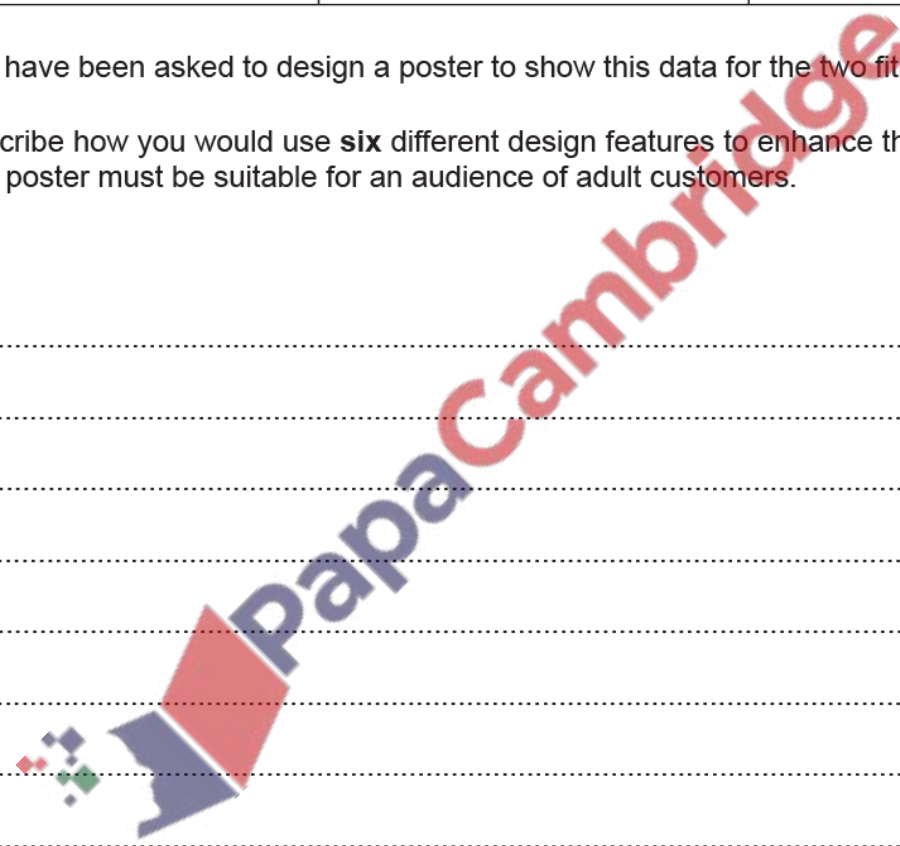 have been asked to design a poster to show this data for the two fit
cribe how you would use six different design features to enhance th
poster must be suitable for an audience of adult customers.
PapaCambridge